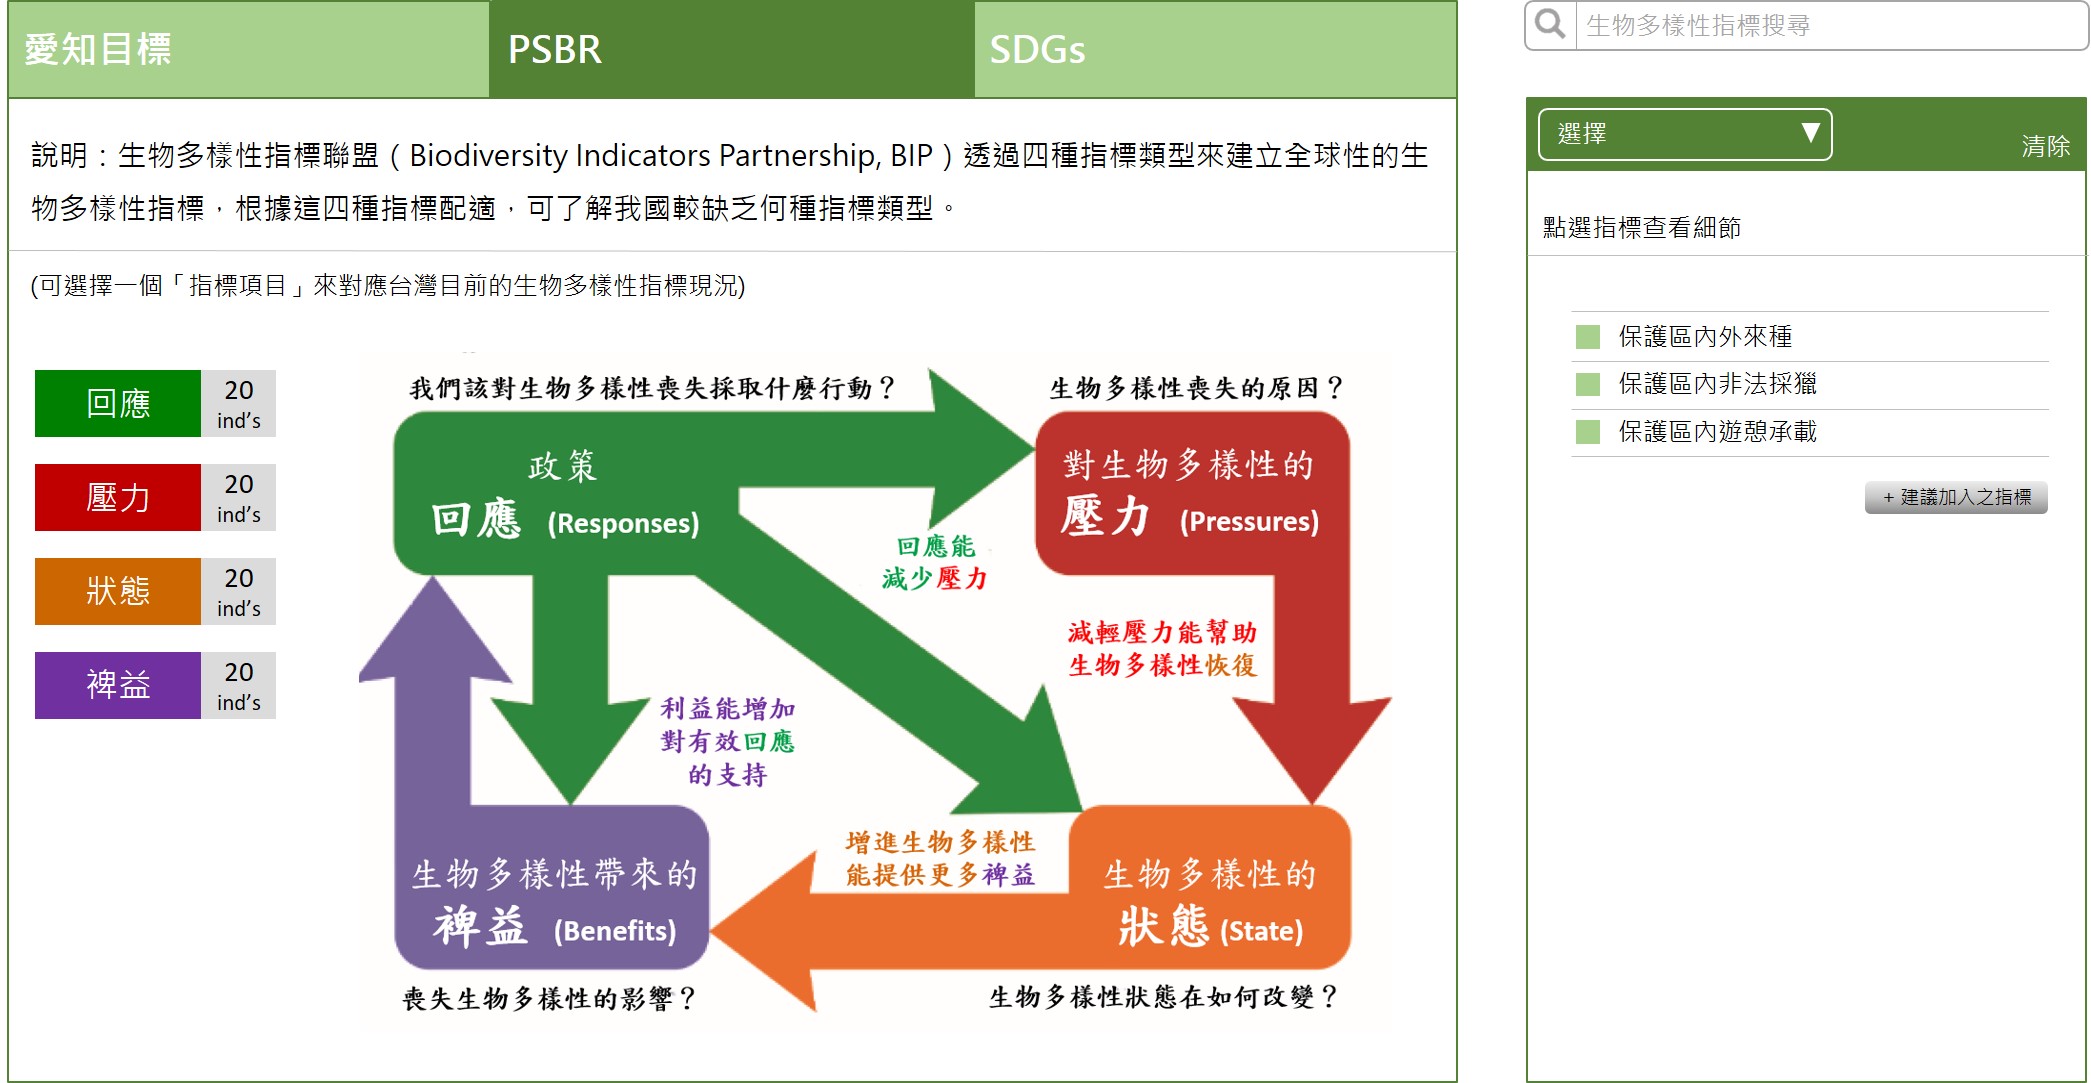 愛知目標
PSBR
SDGs
生物多樣性指標搜尋
選擇
清除
說明：生物多樣性指標聯盟（Biodiversity Indicators Partnership, BIP）透過四種指標類型來建立全球性的生
物多樣性指標，根據這四種指標配適，可了解我國較缺乏何種指標類型。
(可選擇一個「指標項目」來對應台灣目前的生物多樣性指標現況)
回應
20
ind’s
壓力
20
ind’s
狀態
20
ind’s
裨益
20
ind’s
我們該對生物多樣性喪失採取什麼行動？
生物多樣性喪失的原因？
政策
回應 (Responses)
對生物多樣性的
壓力 (Pressures)
回應能
減少壓力
減輕壓力能幫助
生物多樣性恢復
利益能增加
對有效回應
的支持
增進生物多樣性
能提供更多裨益
生物多樣性帶來的
裨益 (Benefits)
生物多樣性的
狀態 (State)
喪失生物多樣性的影響？
生物多樣性狀態在如何改變？
點選指標查看細節
保護區內外來種
保護區內非法採獵
保護區內遊憩承載
+ 建議加入之指標